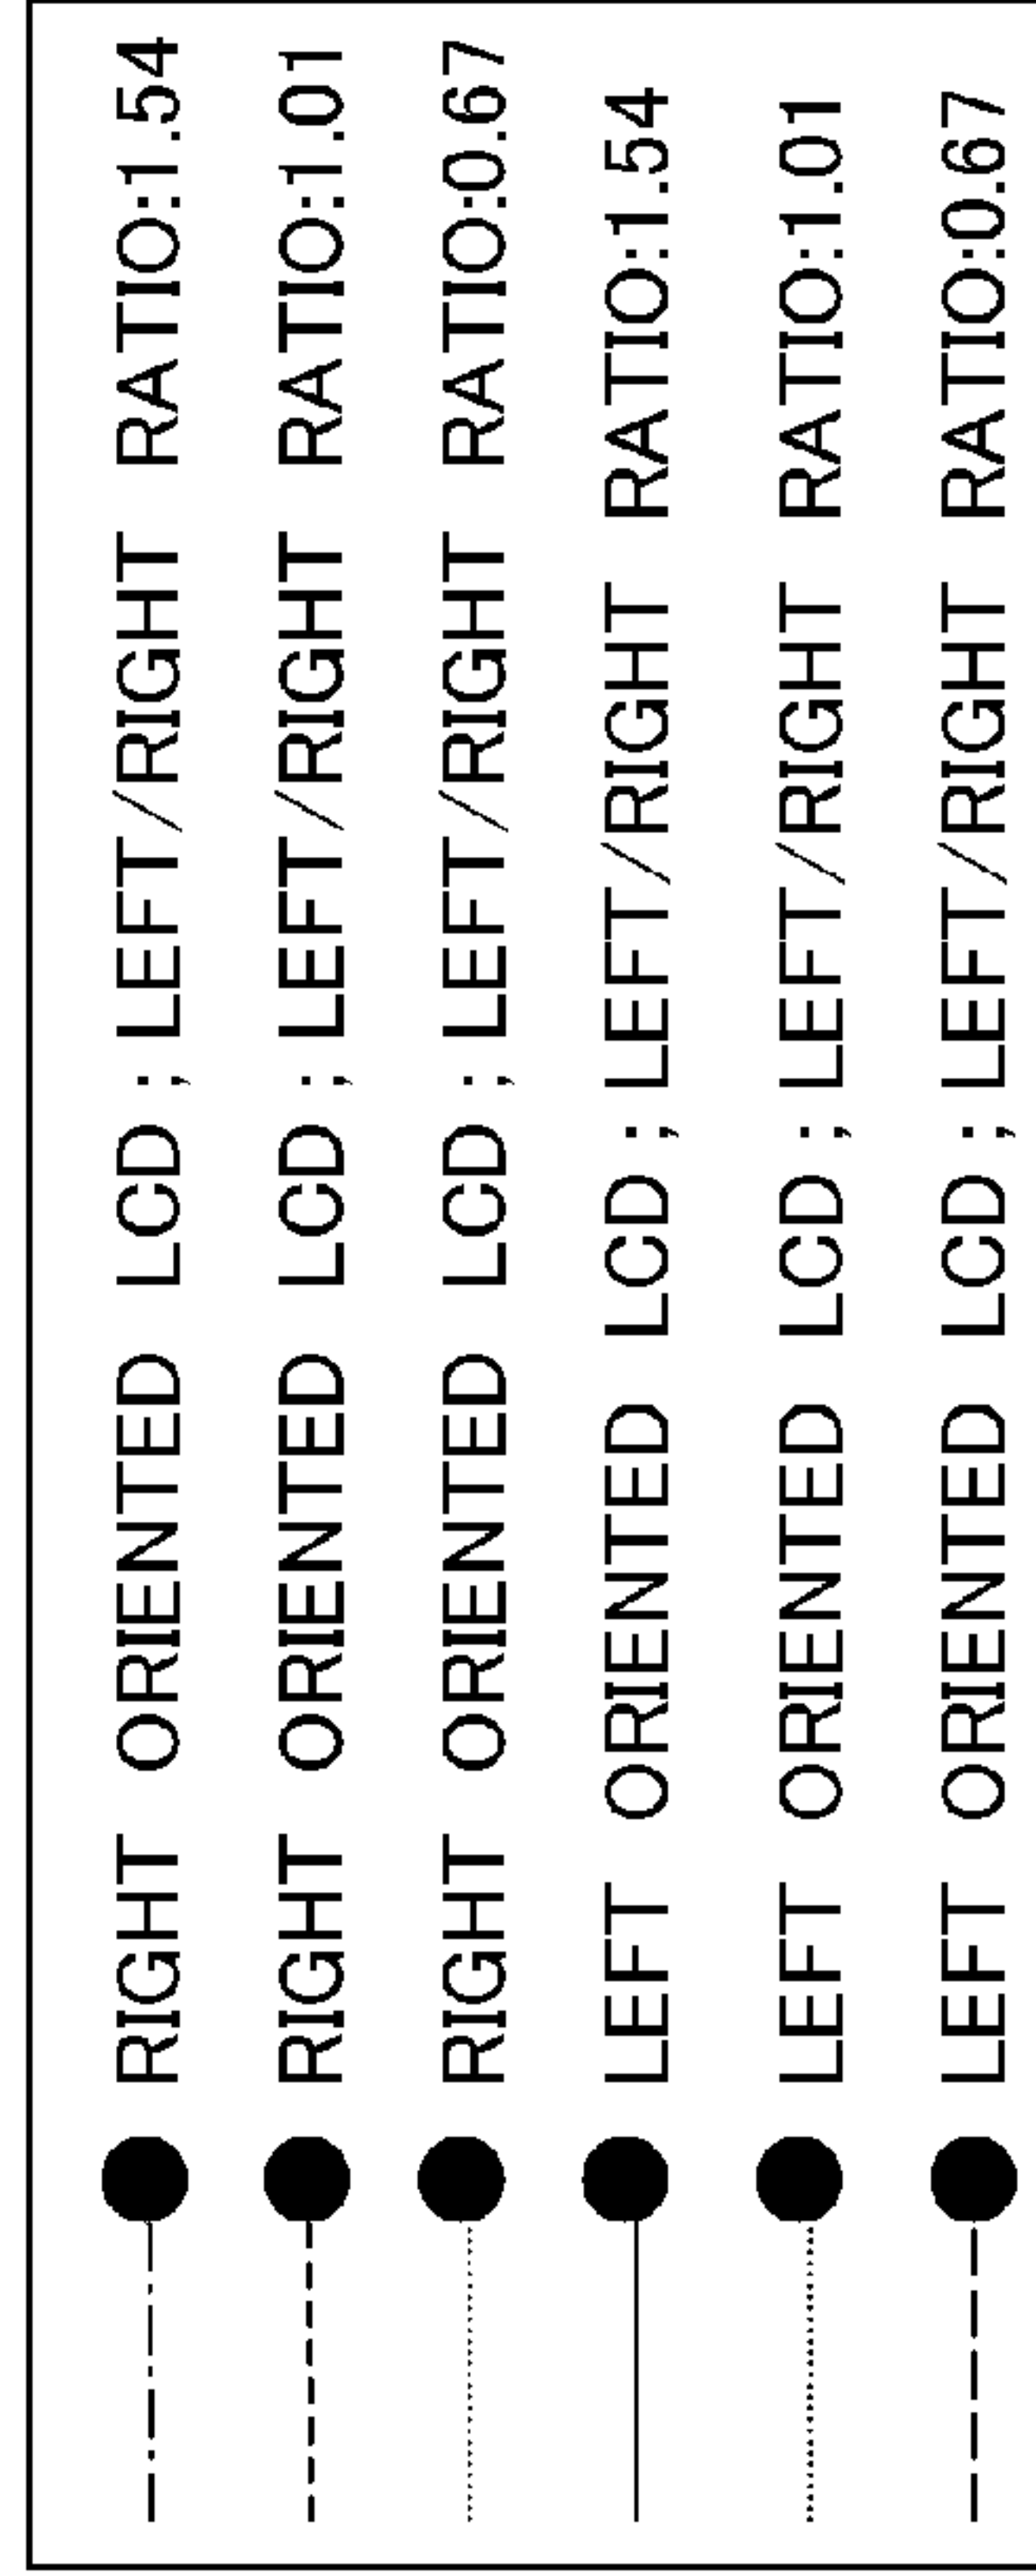 RIGHT ORIENTED LCD ; LEFT/RIGHT RATIO:1.54
RIGHT ORIENTED LCD ; LEFT/RIGHT RATIO:1.01
RIGHT ORIENTED LCD ; LEFT/RIGHT RATIO:0.67
LEFT ORIENTED LCD ; LEFT/RIGHT RATIO:1.54
LEFT ORIENTED LCD ; LEFT/RIGHT RATIO:1.01
LEFT ORIENTED LCD ; LEFT/RIGHT RATIO:0.67